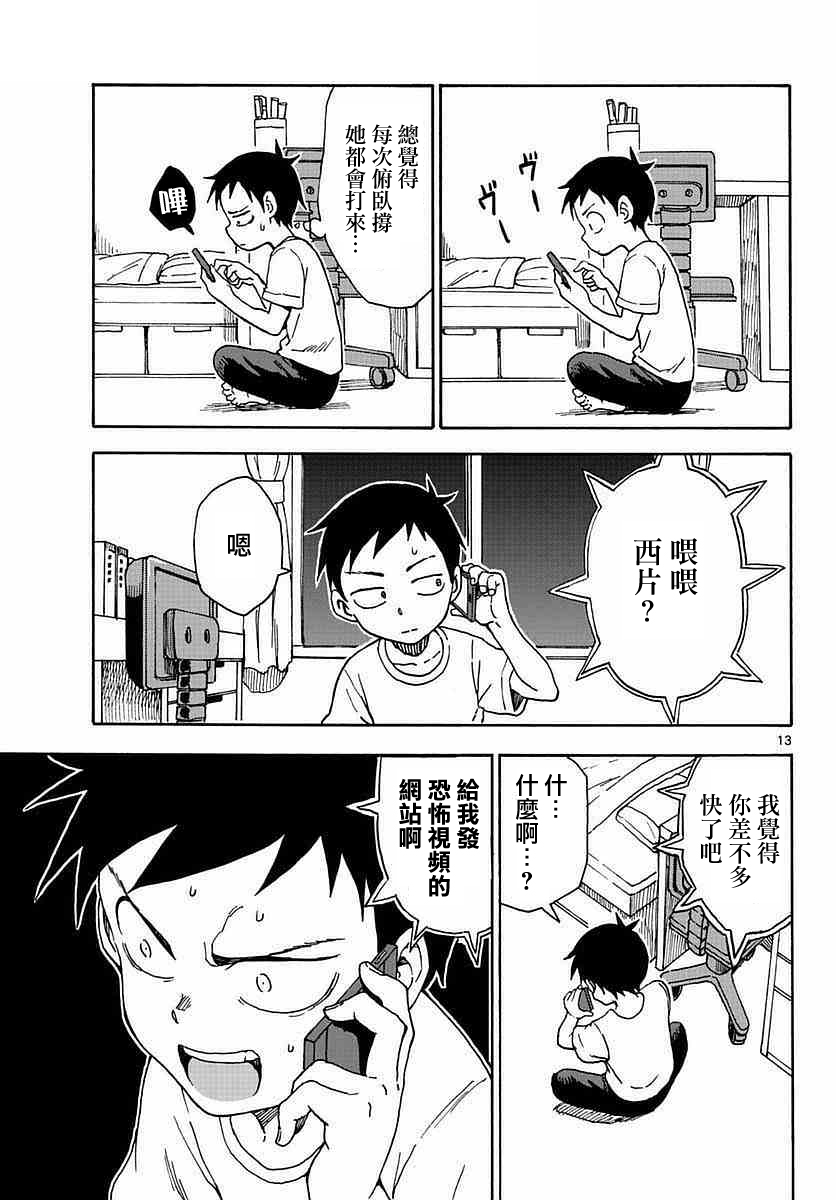 ヴーッ
ヴーッ
總覺得
每次俯臥撐
她都會打來…
嗶
喂喂
西片？
嗯
13
我覺得
你差不多
快了吧
什…
什麼啊…？
給我發
恐怖視頻的
網站啊